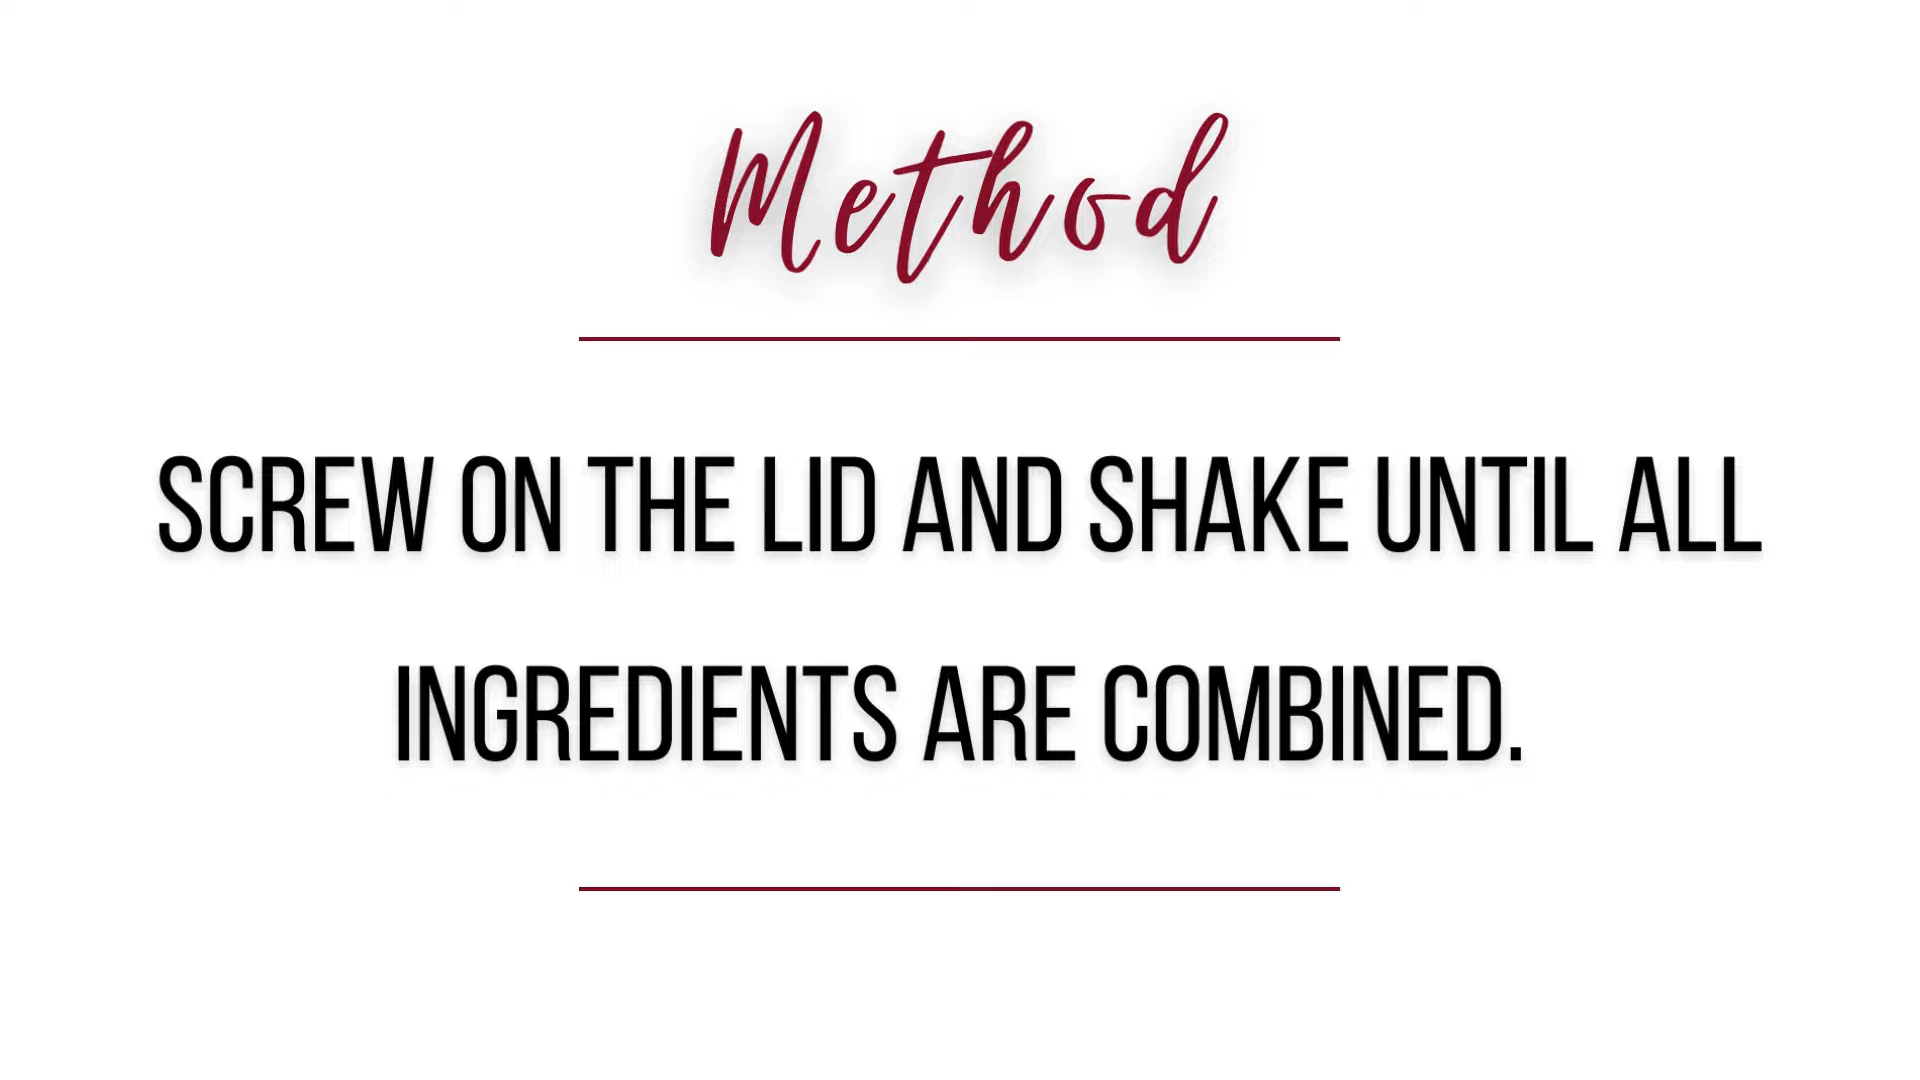 Method
SCREW ON THE LID AND SHAKE UNTIL ALL
INGREDIENTS ARE COMBINED.